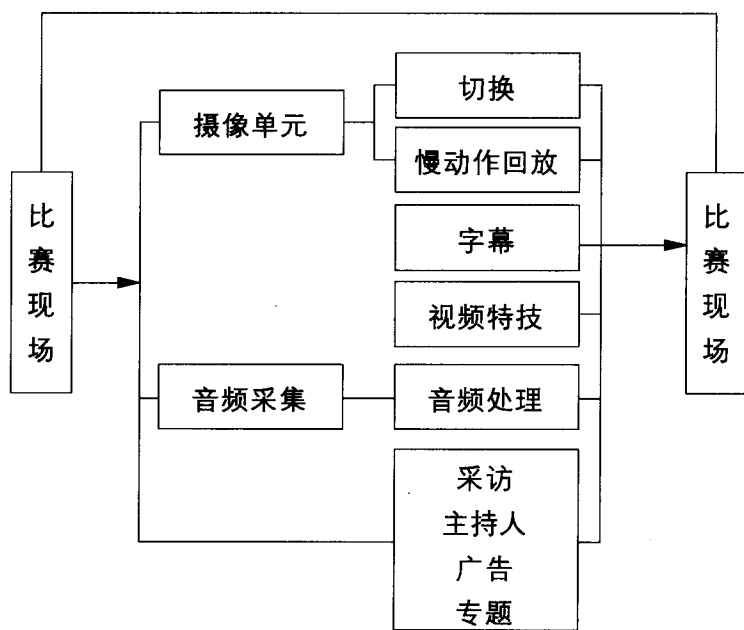 比赛现场
摄像单元
切换
慢动作回放
字幕
视频特技
音频采集
音频处理
采访
主持人
广告
专题
比赛现场